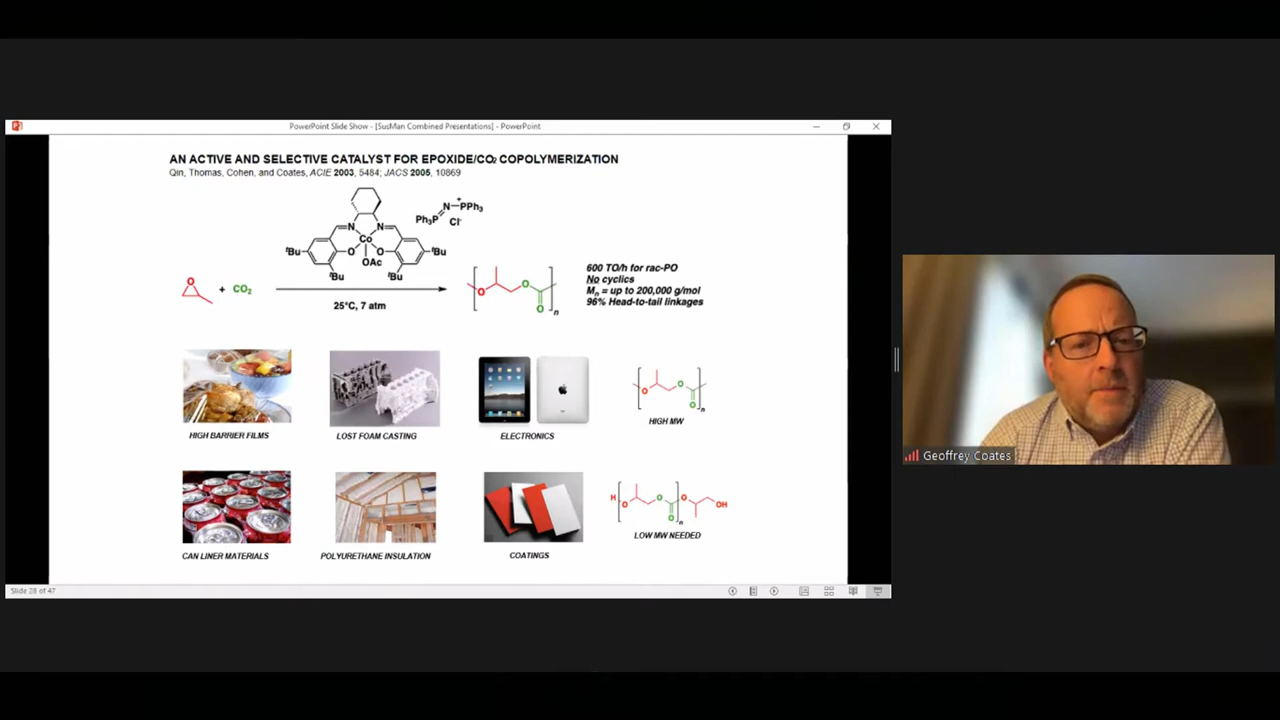 PowerPoint Slide Show - [SusMan Combined Presentations] - PowerPoint
AN ACTIVE AND SELECTIVE CATALYST FOR EPOXIDE/CO2 COPOLYMERIZATION
Qin, Thomas, Cohen, and Coates, ACIE 2003, 5484; JACS 2005, 10869
N N
Co
O O
OAc
tBu tBu
tBu tBu
Ph3P N + PPh3
Cl-
O
+ CO2
25°C, 7 atm
O O O n
600 TO/h for rac-PO
No cyclics
Mn = up to 200,000 g/mol
96% Head-to-tail linkages
HIGH BARRIER FILMS
LOST FOAM CASTING
ELECTRONICS
O O O n
HIGH MW
CAN LINER MATERIALS
POLYURETHANE INSULATION
COATINGS
H O O O n O OH
LOW MW NEEDED
Slide 28 of 47
Geoffrey Coates